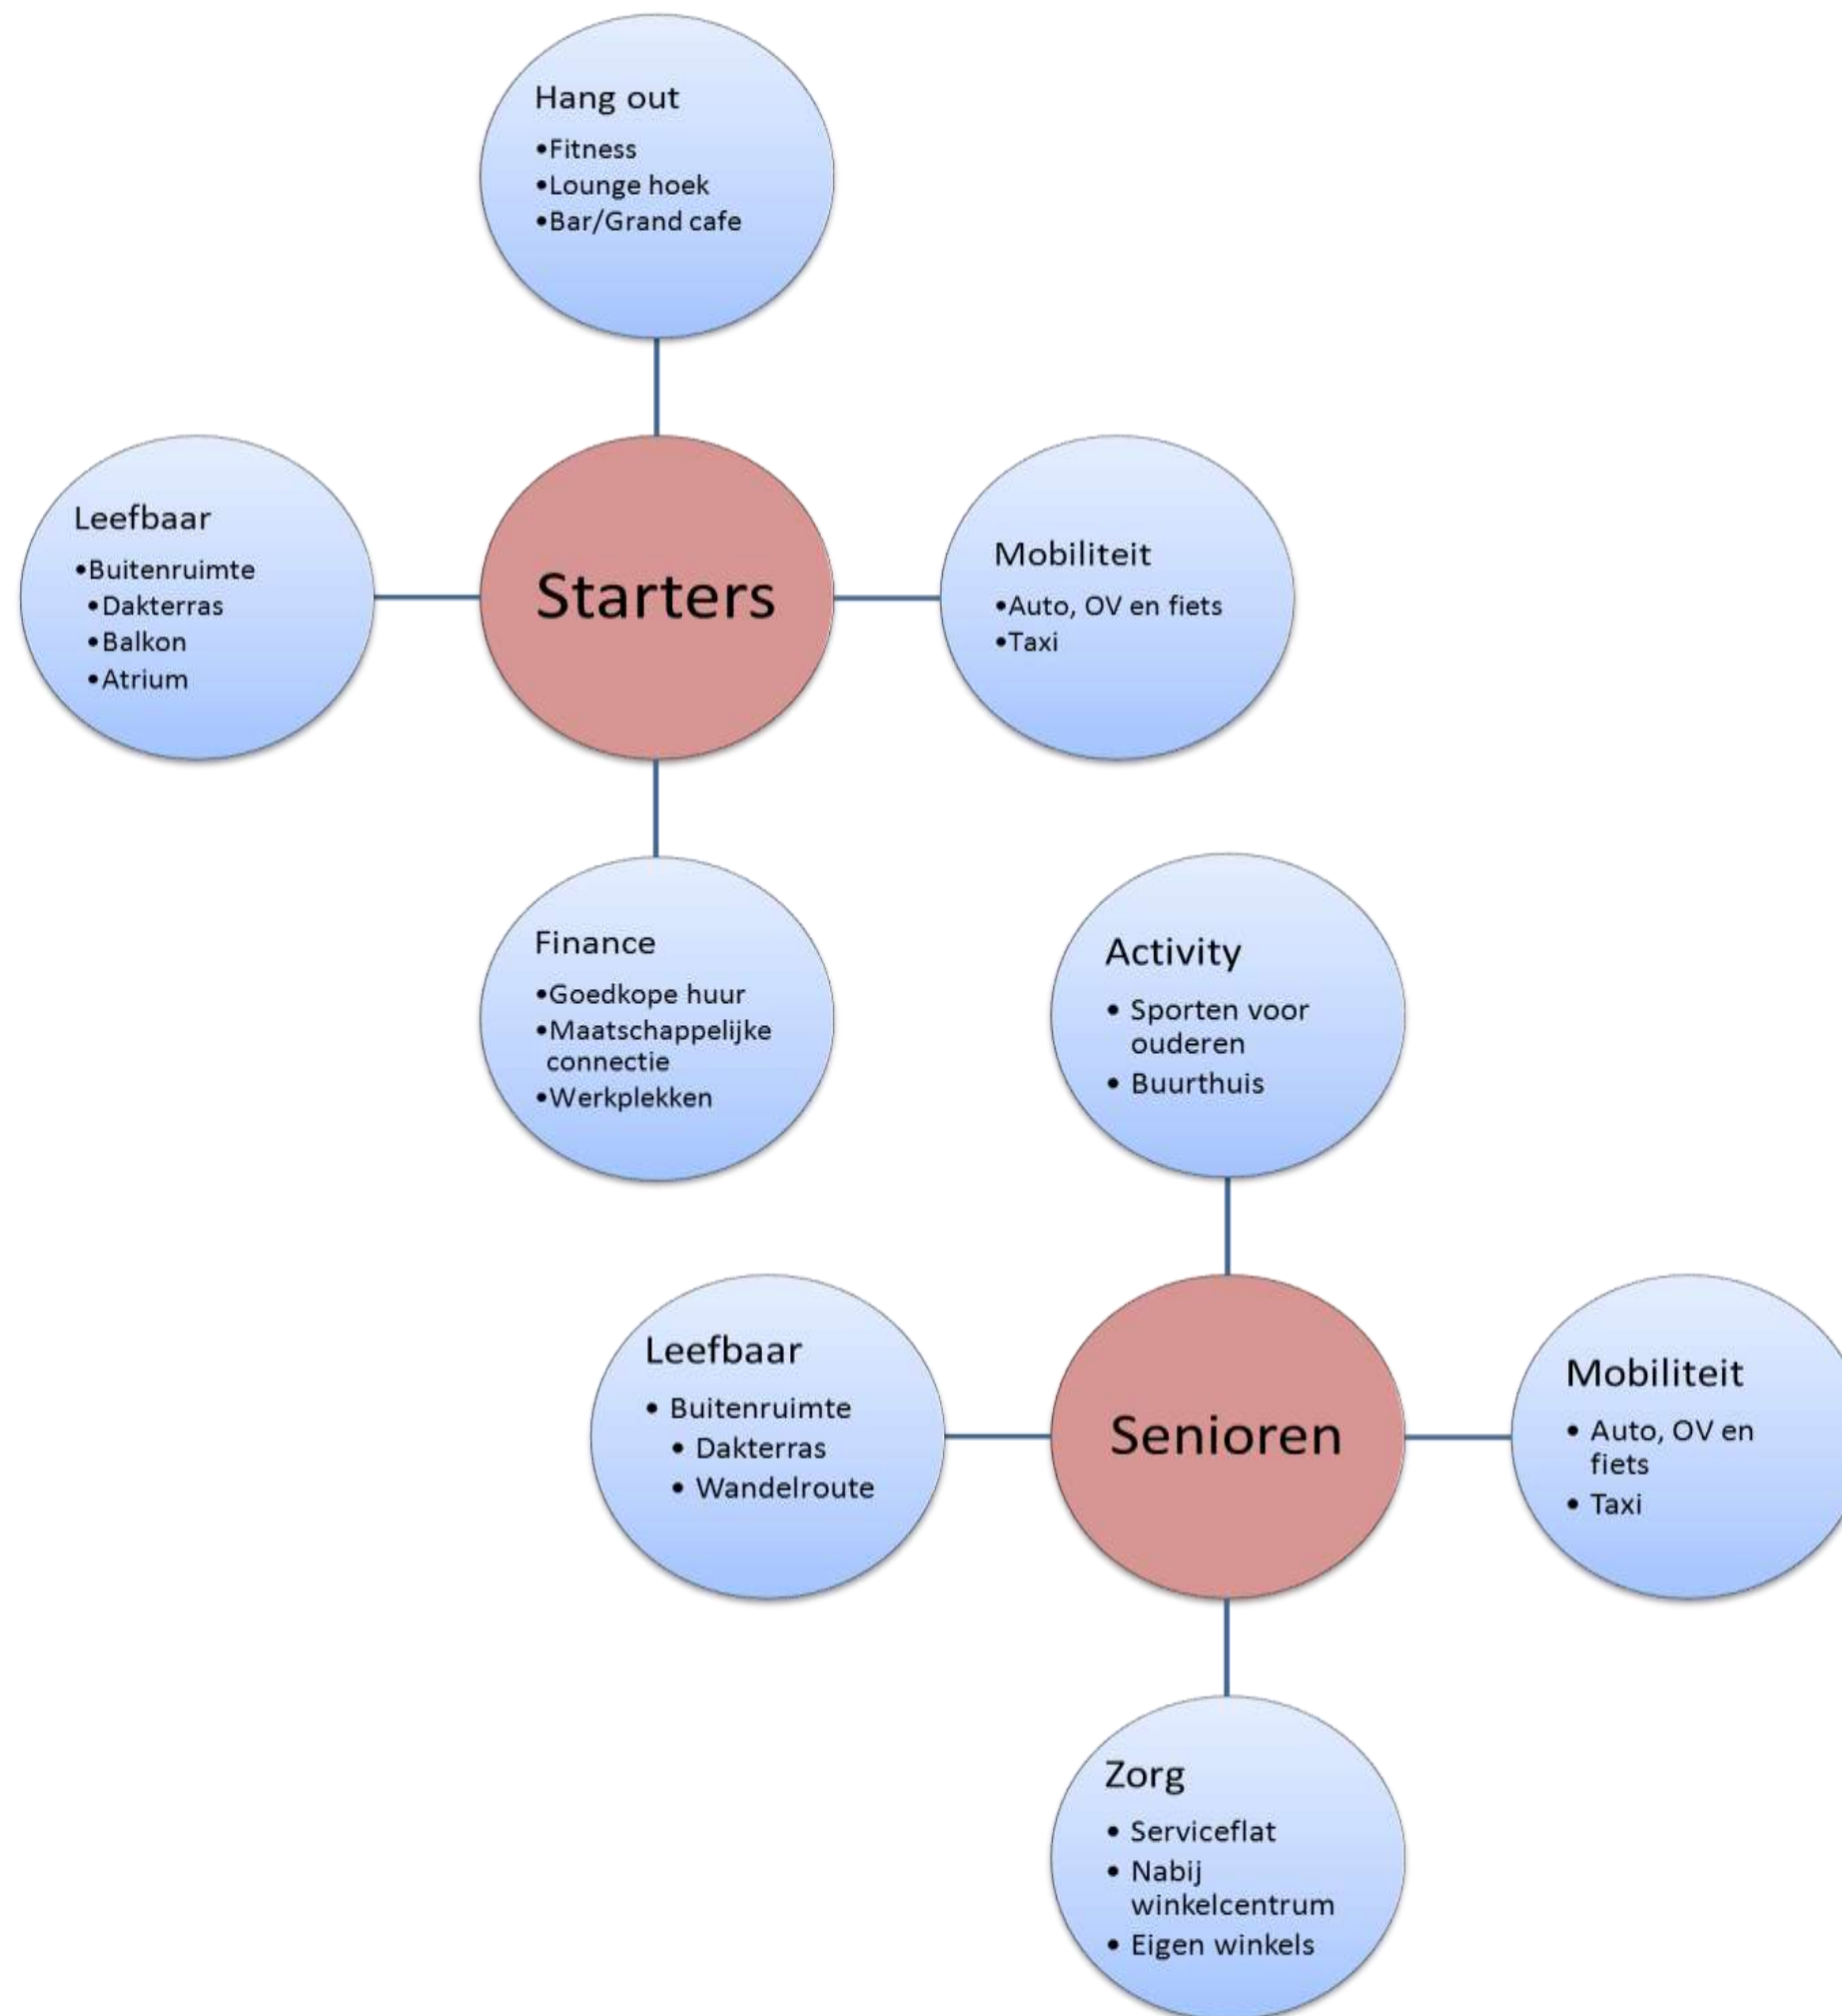 Hang out
•Fitness
•Lounge hoek
•Bar/Grand cafe
Leefbaar
•Buitenruimte
•Dakterras
•Balkon
•Atrium
Starters
Mobiliteit
•Auto, OV en fiets
•Taxi
Finance
•Goedkope huur
•Maatschappelijke
connectie
•Werkplekken
Activity
• Sporten voor
ouderen
• Buurthuis
Leefbaar
• Buitenruimte
• Dakterras
• Wandelroute
Senioren
Mobiliteit
• Auto, OV en
fiets
• Taxi
Zorg
• Serviceflat
• Nabij
winkelcentrum
• Eigen winkels